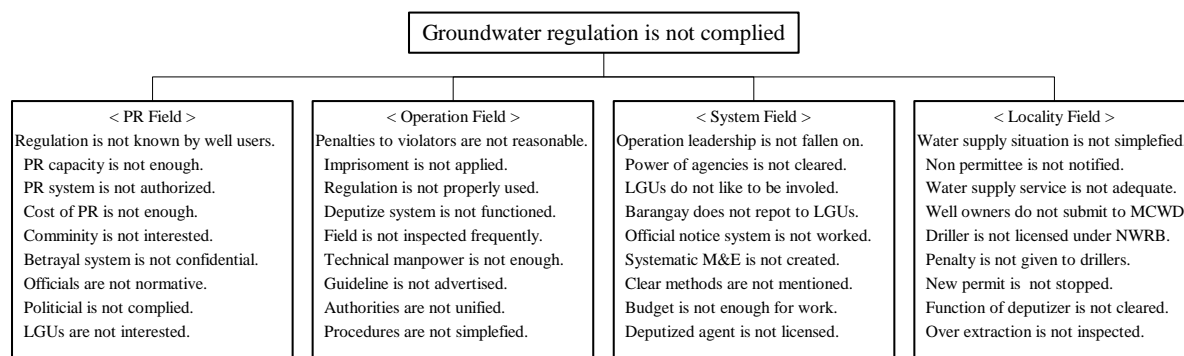 Groundwater regulation is not complied
< PR Field >
Regulation is not known by well users.
PR capacity is not enough.
PR system is not authorized.
Cost of PR is not enough.
Comminity is not interested.
Betrayal system is not confidential.
Officials are not normative.
Politicial is not complied.
LGUs are not interested.
< Operation Field >
Penalties to violators are not reasonable.
Imprisoment is not applied.
Regulation is not properly used.
Deputize system is not functioned.
Field is not inspected frequently.
Technical manpower is not enough.
Guideline is not advertised.
Authorities are not unified.
Procedures are not simplefied.
< System Field >
Operation leadership is not fallen on.
Power of agencies is not cleared.
LGUs do not like to be involed.
Barangay does not repot to LGUs.
Official notice system is not worked.
Systematic M&E is not created.
Clear methods are not mentioned.
Budget is not enough for work.
Deputized agent is not licensed.
< Locality Field >
Water supply situation is not simplefied.
Non permittee is not notified.
Water supply service is not adequate.
Well owners do not submit to MCWD
Driller is not licensed under NWRB.
Penalty is not given to drillers.
New permit is not stopped.
Function of deputizer is not cleared.
Over extraction is not inspected.